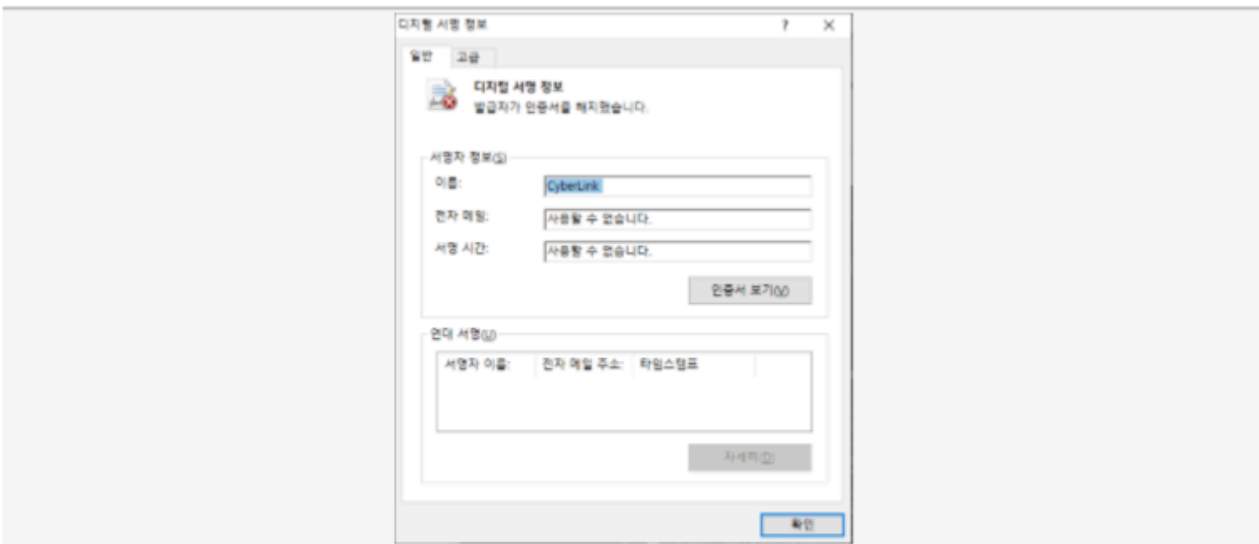 디지털 서명 정보
? ×
일반 고급
디지털 서명 정보
발급자가 인증서를 해지했습니다.
서명자 정보(S)
이름: CyberLink
전자 메일: 사용할 수 없습니다.
서명 시간: 사용할 수 없습니다.
인증서 보기(V)
연대 서명(U)
서명자 이름: 전자 메일 주소: 타임스탬프
자세히(D)
확인